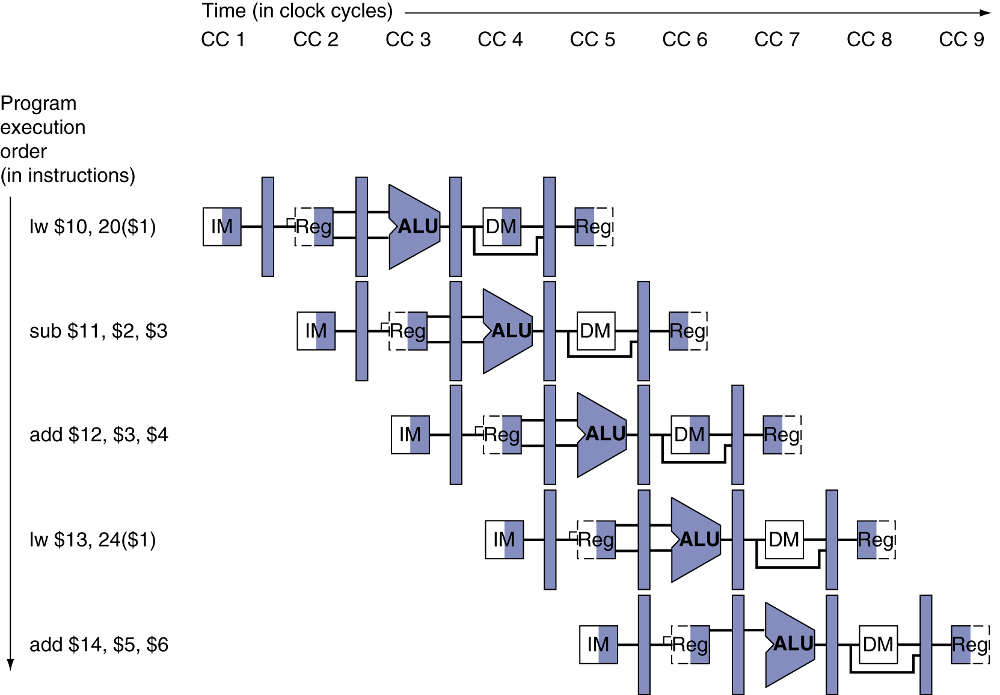 Time (in clock cycles)
CC 1 CC 2 CC 3 CC 4 CC 5 CC 6 CC 7 CC 8 CC 9
Program
execution
order
(in instructions)
lw $10, 20($1) IM Reg ALU DM Reg
sub $11, $2, $3 IM Reg ALU DM Reg
add $12, $3, $4 IM Reg ALU DM Reg
lw $13, 24($1) IM Reg ALU DM Reg
add $14, $5, $6 IM Reg ALU DM Reg